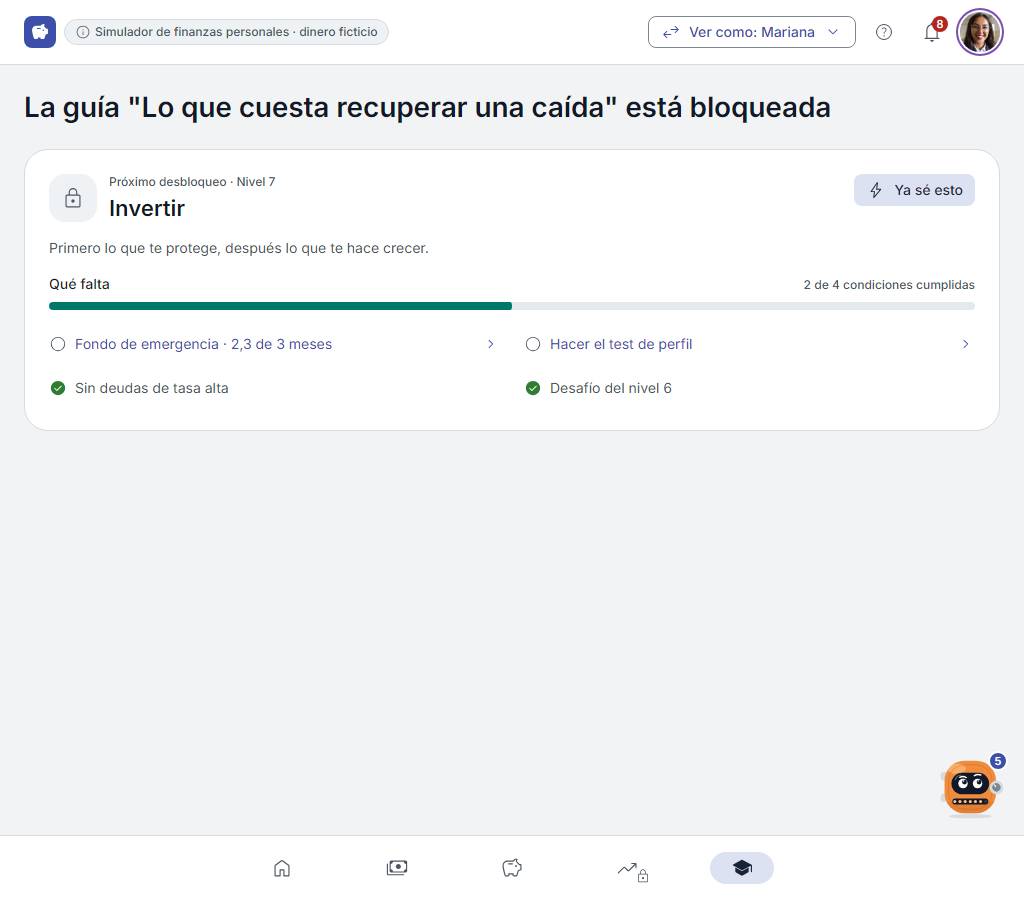 Simulador de finanzas personales · dinero ficticio
Ver como: Mariana
8
La guía "Lo que cuesta recuperar una caída" está bloqueada
Próximo desbloqueo · Nivel 7
Invertir
Ya sé esto
Primero lo que te protege, después lo que te hace crecer.
Qué falta
2 de 4 condiciones cumplidas
Fondo de emergencia · 2,3 de 3 meses
Hacer el test de perfil
Sin deudas de tasa alta
Desafío del nivel 6
5